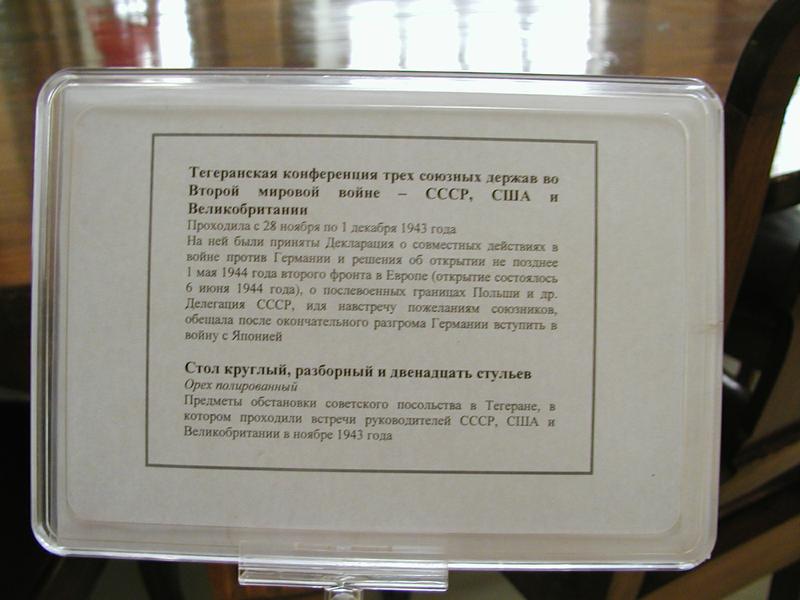 Тегеранская конференция трех союзных держав во
Второй мировой войне – СССР, США и
Великобритании
Проходила с 28 ноября по 1 декабря 1943 года
На ней были приняты Декларация о совместных действиях в
войне против Германии и решения об открытии не позднее
1 мая 1944 года второго фронта в Европе (открытие состоялось
6 июня 1944 года), о послевоенных границах Польши и др.
Делегация СССР, идя навстречу пожеланиям союзников,
обещала после окончательного разгрома Германии вступить в
войну с Японией
Стол круглый, разборный и двенадцать стульев
Орех полированный
Предметы обстановки советского посольства в Тегеране, в
котором проходили встречи руководителей СССР, США и
Великобритании в ноябре 1943 года